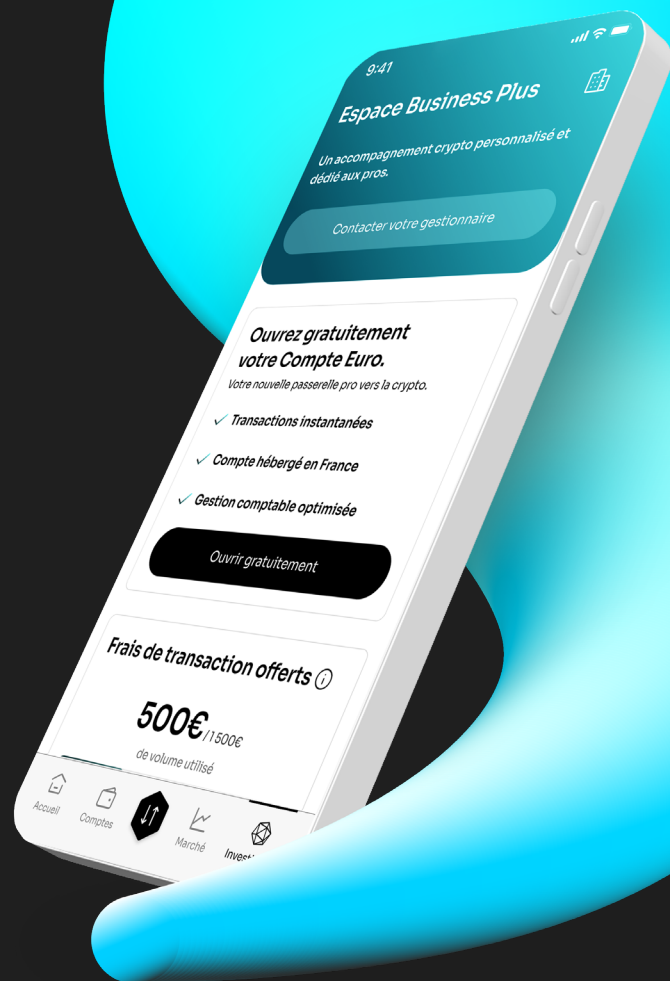 9:41
Espace Business Plus
Un accompagnement crypto personnalisé et
dédié aux pros.
Contacter votre gestionnaire
Ouvrez gratuitement
votre Compte Euro.
Votre nouvelle passerelle pro vers la crypto.
Transactions instantanées
Compte hébergé en France
Gestion comptable optimisée
Ouvrir gratuitement
Frais de transaction offerts
500€/1500€
de volume utilisé
Accueil
Comptes
Marché